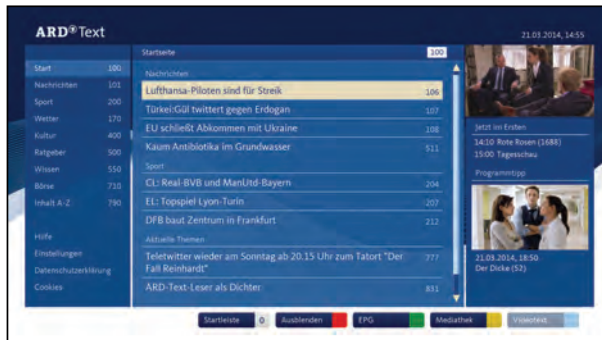 ARD Text
21.03.2014, 14:55
Startseite 100
Start 100
Nachrichten 101
Sport 200
Wetter 170
Kultur 400
Ratgeber 500
Wissen 550
Börse 710
Inhalt A-Z 790
Hilfe
Einstellungen
Datenschutzerklärung
Cookies
Nachrichten
Lufthansa-Piloten sind für Streik 106
Türkei:Gül twittert gegen Erdogan 107
EU schließt Abkommen mit Ukraine 108
Kaum Antibiotika im Grundwasser 511
Sport
CL: Real-BVB und ManUtd-Bayern 204
EL: Topspiel Lyon-Turin 207
DFB baut Zentrum in Frankfurt 212
Aktuelle Themen
Teletwitter wieder am Sonntag ab 20.15 Uhr zum Tatort "Der 777
Fall Reinhardt"
ARD-Text-Leser als Dichter 831
Jetzt im Ersten
14:10 Rote Rosen (1688)
15:00 Tagesschau
Programmtipp
21.03.2014, 18:50
Der Dicke (52)
Startleiste 0 Ausblenden EPG Mediathek Videotext